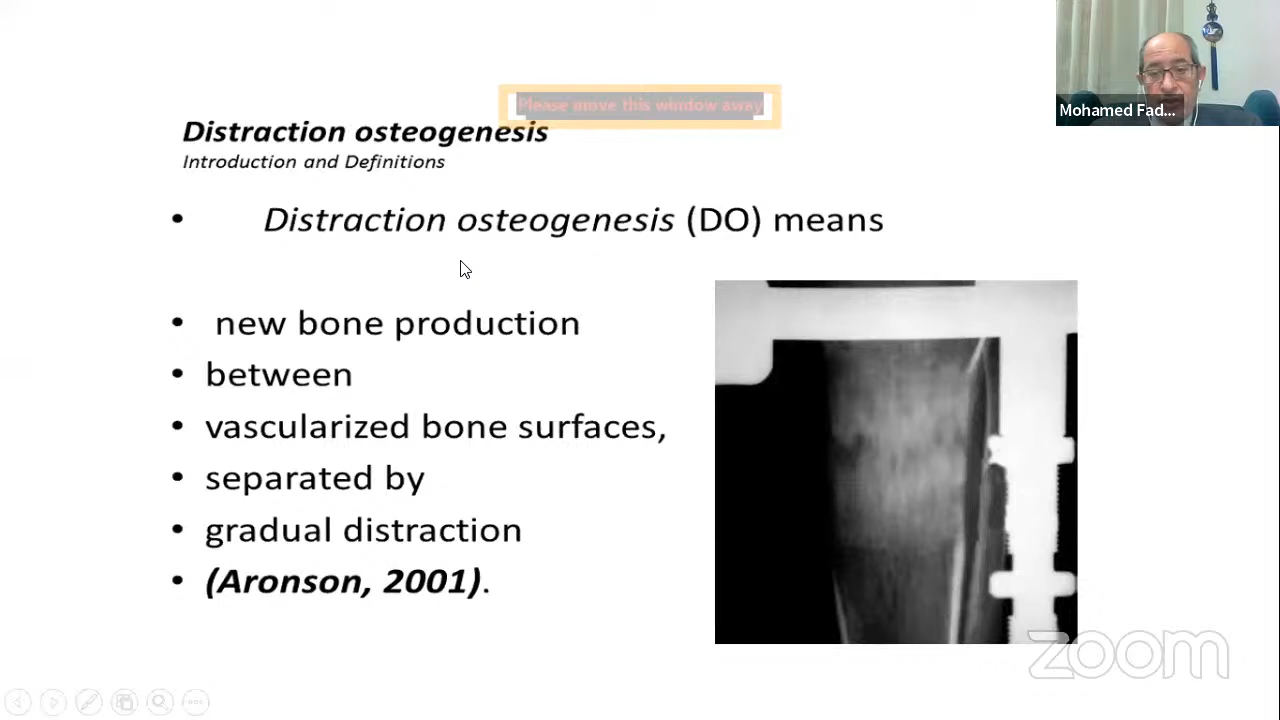 Please move this window away
Mohamed Fad...
Distraction osteogenesis
Introduction and Definitions
• Distraction osteogenesis (DO) means
• new bone production
• between
• vascularized bone surfaces,
• separated by
• gradual distraction
• (Aronson, 2001).
zoom